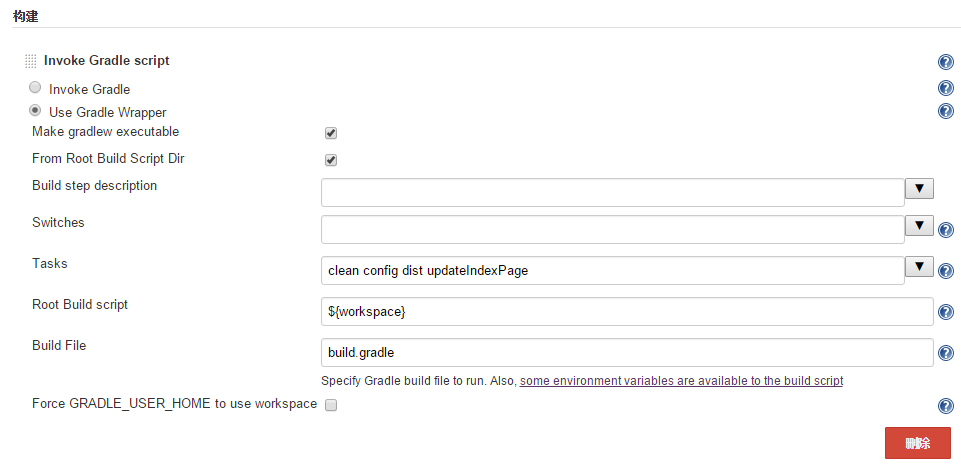 构建
Invoke Gradle script
Invoke Gradle
Use Gradle Wrapper
Make gradlew executable
From Root Build Script Dir
Build step description
Switches
Tasks
clean config dist updateIndexPage
Root Build script
${workspace}
Build File
build.gradle
Specify Gradle build file to run. Also, some environment variables are available to the build script
Force GRADLE_USER_HOME to use workspace
删除